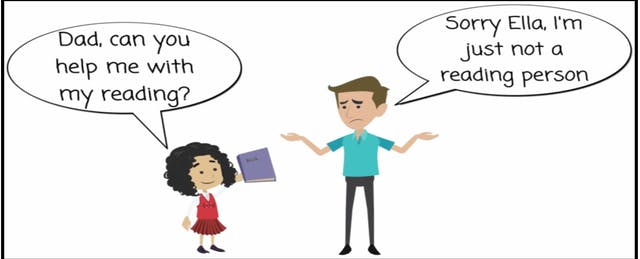 Dad, can you
help me with
my reading?
Sorry Ella, I'm
just not a
reading person